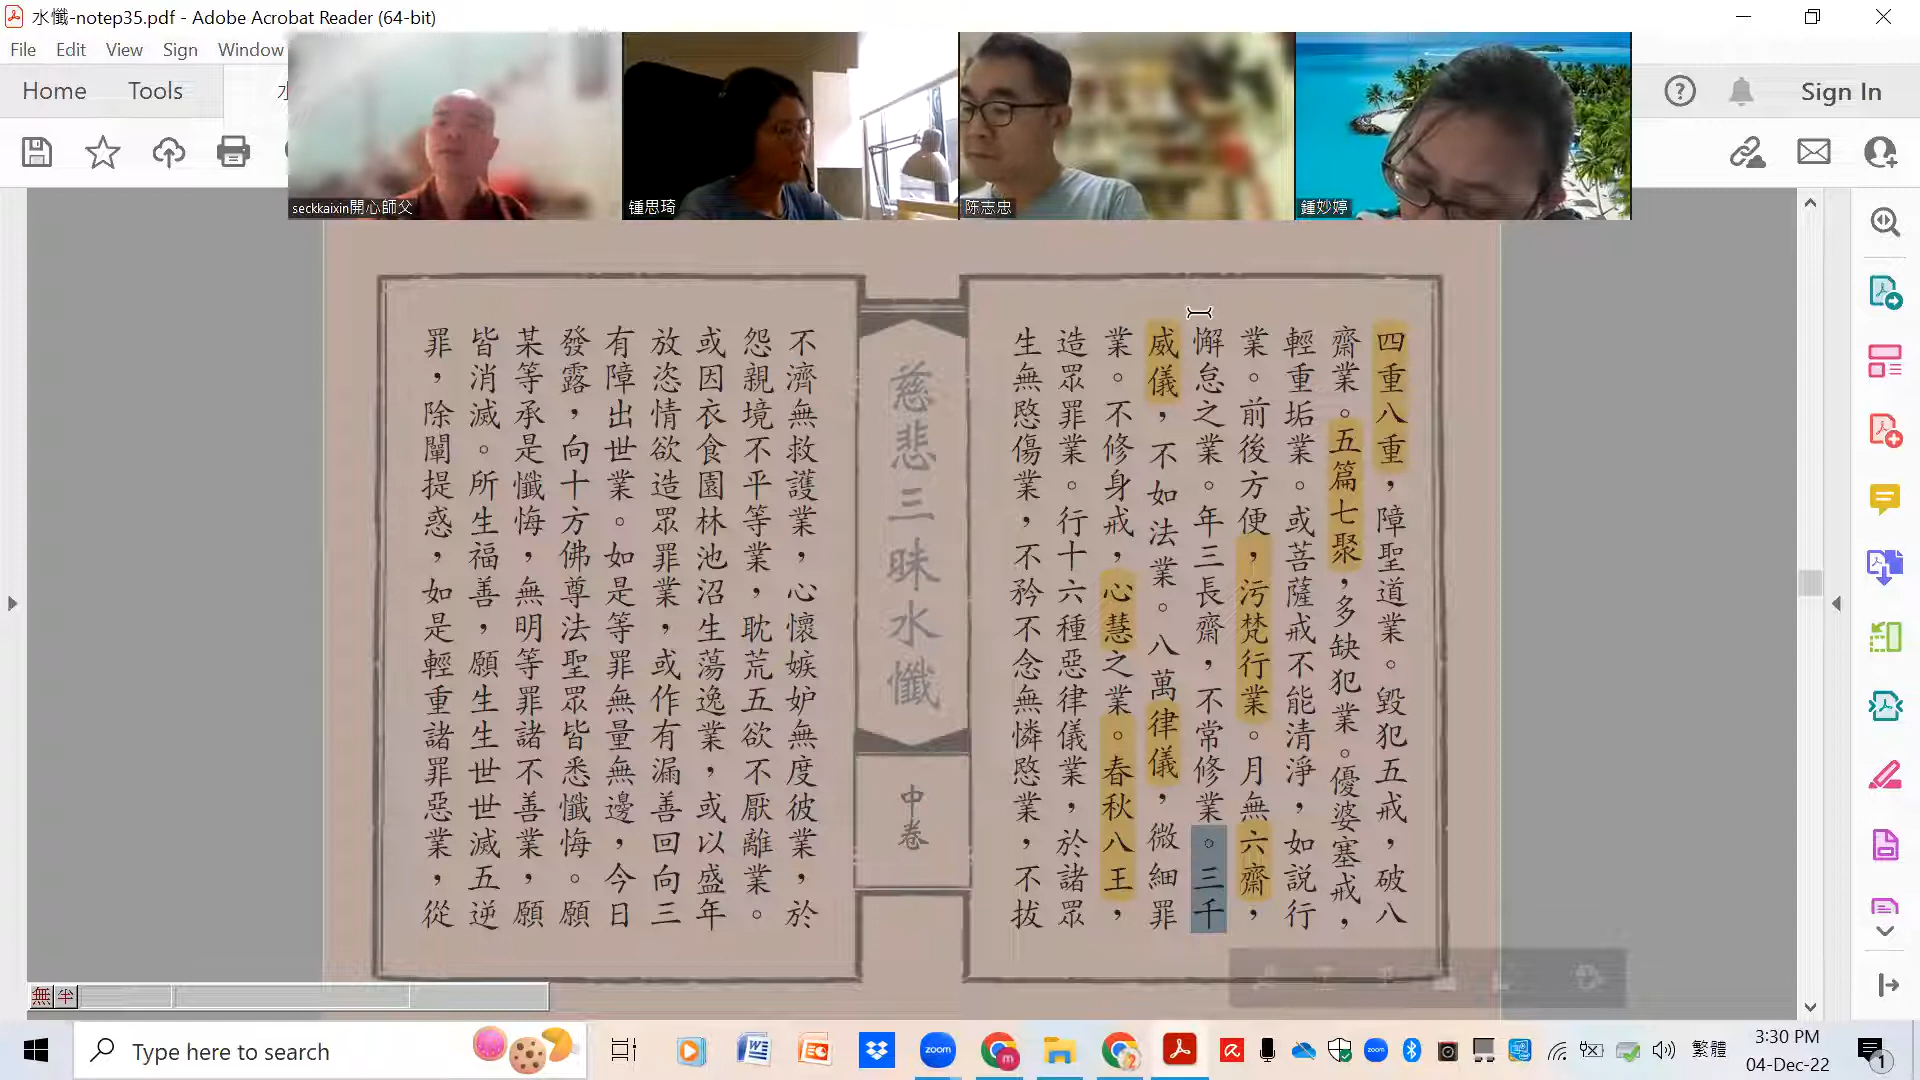 水懺-notep35.pdf - Adobe Acrobat Reader (64-bit)
File Edit View Sign Window
Home Tools
Sign In
seckkaixin開心師父
锺思琦
陈志忠
鍾妙婷
四重八重，障聖道業。毀犯五戒，破八
齋業。五篇七聚，多缺犯業。優婆塞戒，
輕重垢業。或菩薩戒不能清淨，如說行
業。前後方便，污梵行業。月無六齋，
懈怠之業。年三長齋，不常修業。三千
威儀，不如法業。八萬律儀，微細罪
業。不修身戒，心慧之業。春秋八王，
造眾罪業。行十六種惡律儀業，於諸眾
生無愍傷業，不矜不念無憐愍業，不拔
慈悲三昧水懺
中卷
不濟無救護業，心懷嫉妒無度彼業，於
怨親境不平等業，耽荒五欲不厭離業。
或因衣食園林池沼生蕩逸業，或以盛年
放恣情欲造眾罪業，或作有漏善回向三
有障出世業。如是等罪無量無邊，今日
發露，向十方佛尊法聖眾皆悉懺悔。願
某等承是懺悔，無明等罪諸不善業，願
皆消滅。所生福善，願生生世世滅五逆
罪，除闡提惑，如是輕重諸罪惡業，從
無 半
Type here to search
zoom
繁體
3:30 PM
04-Dec-22
1